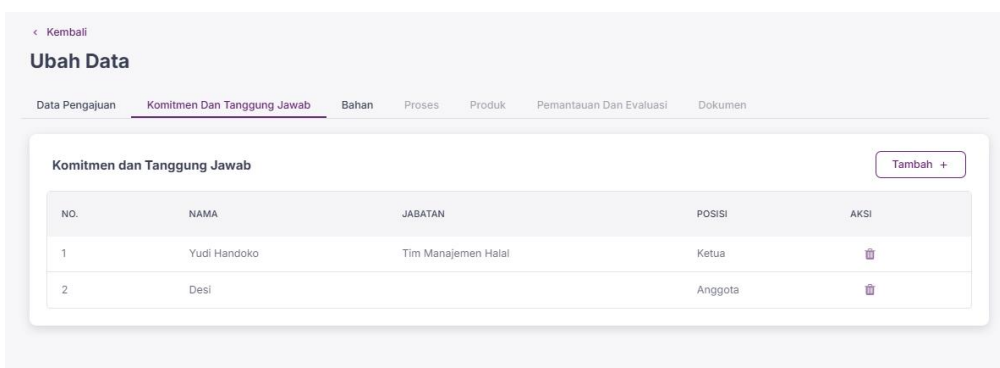 ‹ Kembali
Ubah Data
Data Pengajuan Komitmen Dan Tanggung Jawab Bahan Proses Produk Pemantauan Dan Evaluasi Dokumen
Komitmen dan Tanggung Jawab Tambah +
NO. NAMA JABATAN POSISI AKSI
1 Yudi Handoko Tim Manajemen Halal Ketua
2 Desi Anggota